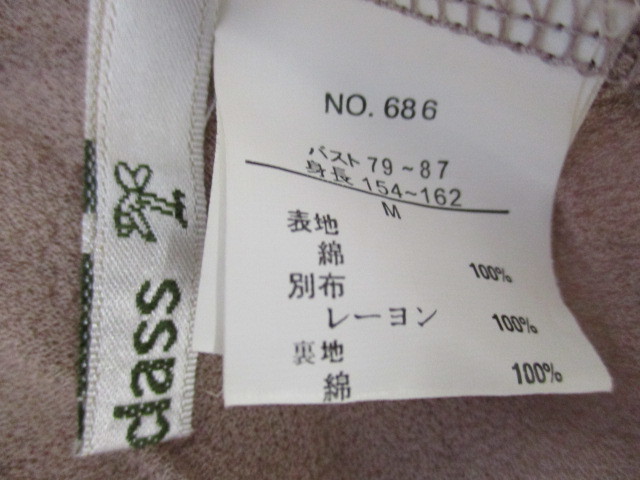 NO. 686
バスト 79~87
身長 154~162
M
表地
綿 100%
別布
レーヨン 100%
裏地
綿 100%
class